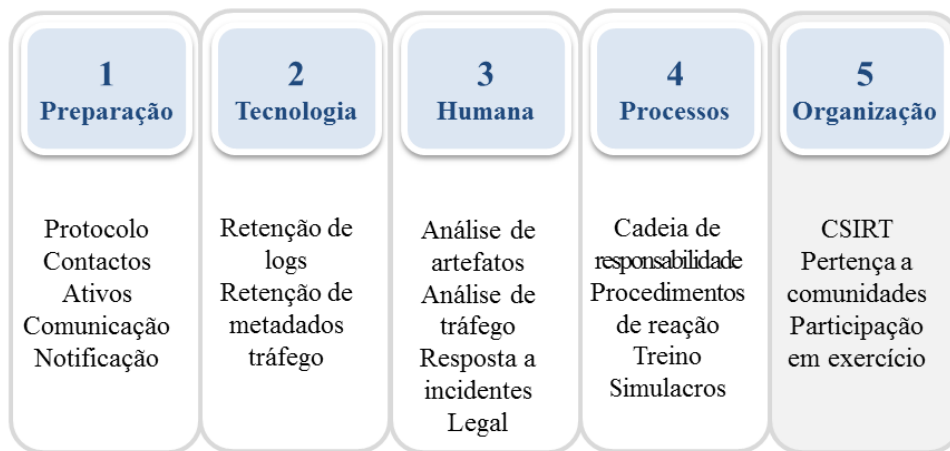 1
Preparação
Protocolo
Contactos
Ativos
Comunicação
Notificação
2
Tecnologia
Retenção de
logs
Retenção de
metadados
tráfego
3
Humana
Análise de
artefatos
Análise de
tráfego
Resposta a
incidentes
Legal
4
Processos
Cadeia de
responsabilidade
Procedimentos
de reação
Treino
Simulacros
5
Organização
CSIRT
Pertença a
comunidades
Participação
em exercício